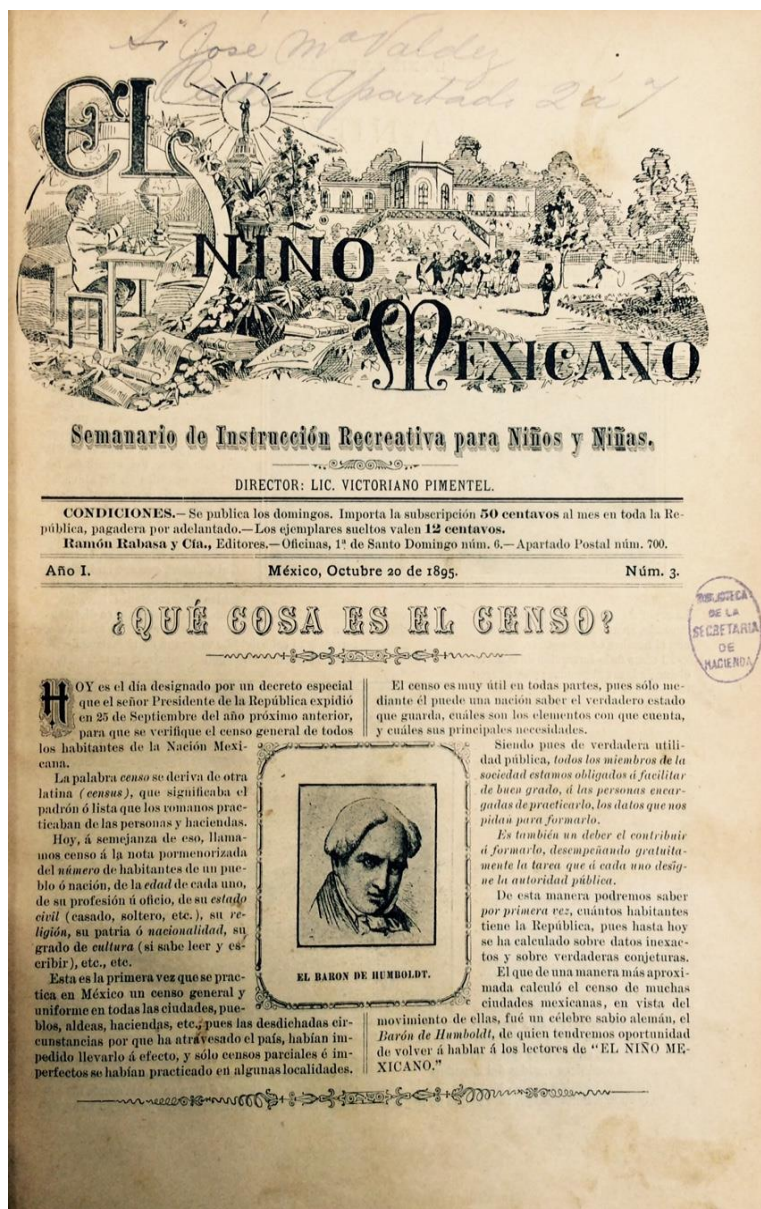 Sr José Ma Valdez
Calle Apartado 2 a 7
EL
NIÑO
MEXICANO
Semanario de Instrucción Recreativa para Niños y Niñas.
DIRECTOR: LIC. VICTORIANO PIMENTEL.
CONDICIONES.—Se publica los domingos. Importa la subscripción 50 centavos al mes en toda la Re-
pública, pagadera por adelantado.—Los ejemplares sueltos valen 12 centavos.
Ramón Rabasa y Cía., Editores.—Oficinas, 1ª de Santo Domingo núm. 6.—Apartado Postal núm. 700.
Año I. México, Octubre 20 de 1895. Núm. 3.
BIBLIOTECA
DE LA
SECRETARIA
DE
HACIENDA
¿QUÉ COSA ES EL CENSO?
HOY es el día designado por un decreto especial
que el señor Presidente de la República expidió
en 25 de Septiembre del año próximo anterior,
para que se verifique el censo general de todos
los habitantes de la Nación Mexi-
cana.
La palabra censo se deriva de otra
latina (census), que significaba el
padrón ó lista que los romanos prac-
ticaban de las personas y haciendas.
Hoy, á semejanza de eso, llama-
mos censo á la nota pormenorizada
del número de habitantes de un pue-
blo ó nación, de la edad de cada uno,
de su profesión ú oficio, de su estado
civil (casado, soltero, etc.), su re-
ligión, su patria ó nacionalidad, su
grado de cultura (si sabe leer y es-
cribir), etc., etc.
Esta es la primera vez que se prac-
tica en México un censo general y
uniforme en todas las ciudades, pue-
blos, aldeas, haciendas, etc., pues las desdichadas cir-
cunstancias por que ha atravesado el país, habían im-
pedido llevarlo á efecto, y sólo censos parciales é im-
perfectos se habían practicado en algunas localidades.
EL BARON DE HUMBOLDT.
El censo es muy útil en todas partes, pues sólo me-
diante él puede una nación saber el verdadero estado
que guarda, cuáles son los elementos con que cuenta,
y cuáles sus principales necesidades.
Siendo pues de verdadera utili-
dad pública, todos los miembros de la
sociedad estamos obligados á facilitar
de buen grado, á las personas encar-
gadas de practicarlo, los datos que nos
pidan para formarlo.
Es también un deber el contribuir
á formarlo, desempeñando gratuita-
mente la tarea que á cada uno desig-
ne la autoridad pública.
De esta manera podremos saber
por primera vez, cuántos habitantes
tiene la República, pues hasta hoy
se ha calculado sobre datos inexac-
tos y sobre verdaderas conjeturas.
El que de una manera más aproxi-
mada calculó el censo de muchas
ciudades mexicanas, en vista del
movimiento de ellas, fué un célebre sabio alemán, el
Barón de Humboldt, de quien tendremos oportunidad
de volver á hablar á los lectores de "EL NIÑO ME-
XICANO."